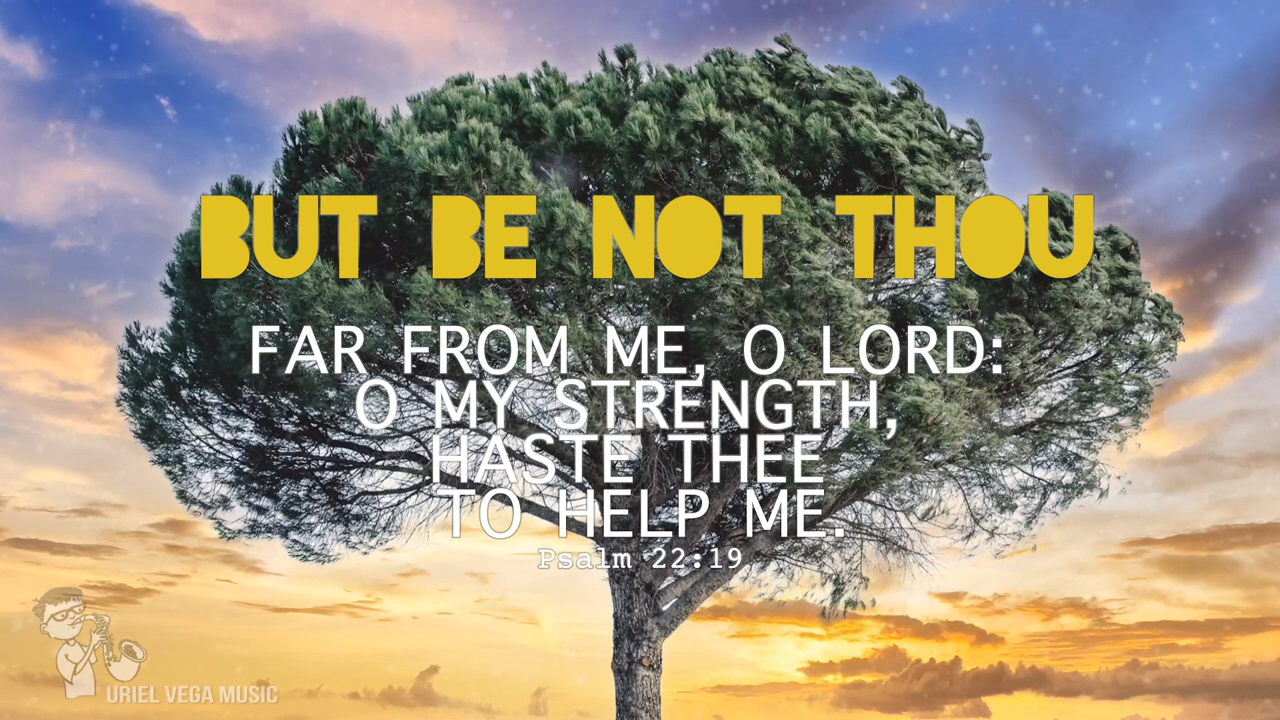 BUT BE NOT THOU
FAR FROM ME, O LORD:
O MY STRENGTH,
HASTE THEE
TO HELP ME.
Psalm 22:19
URIEL VEGA MUSIC